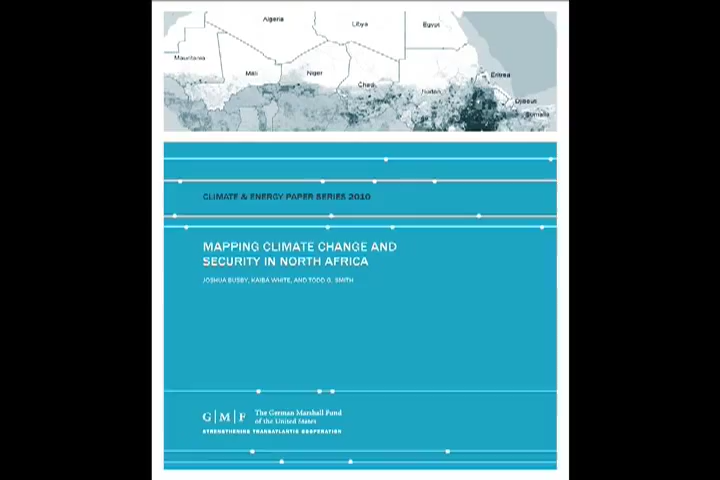 Algeria
Libya
Egypt
Mauritania
Mali
Niger
Chad
Sudan
Eritrea
Djibouti
Somalia
CLIMATE & ENERGY PAPER SERIES 2010
MAPPING CLIMATE CHANGE AND
SECURITY IN NORTH AFRICA
JOSHUA BUSBY, KAIBA WHITE, AND TODD G. SMITH
G|M|F
The German Marshall Fund
of the United States
STRENGTHENING TRANSATLANTIC COOPERATION